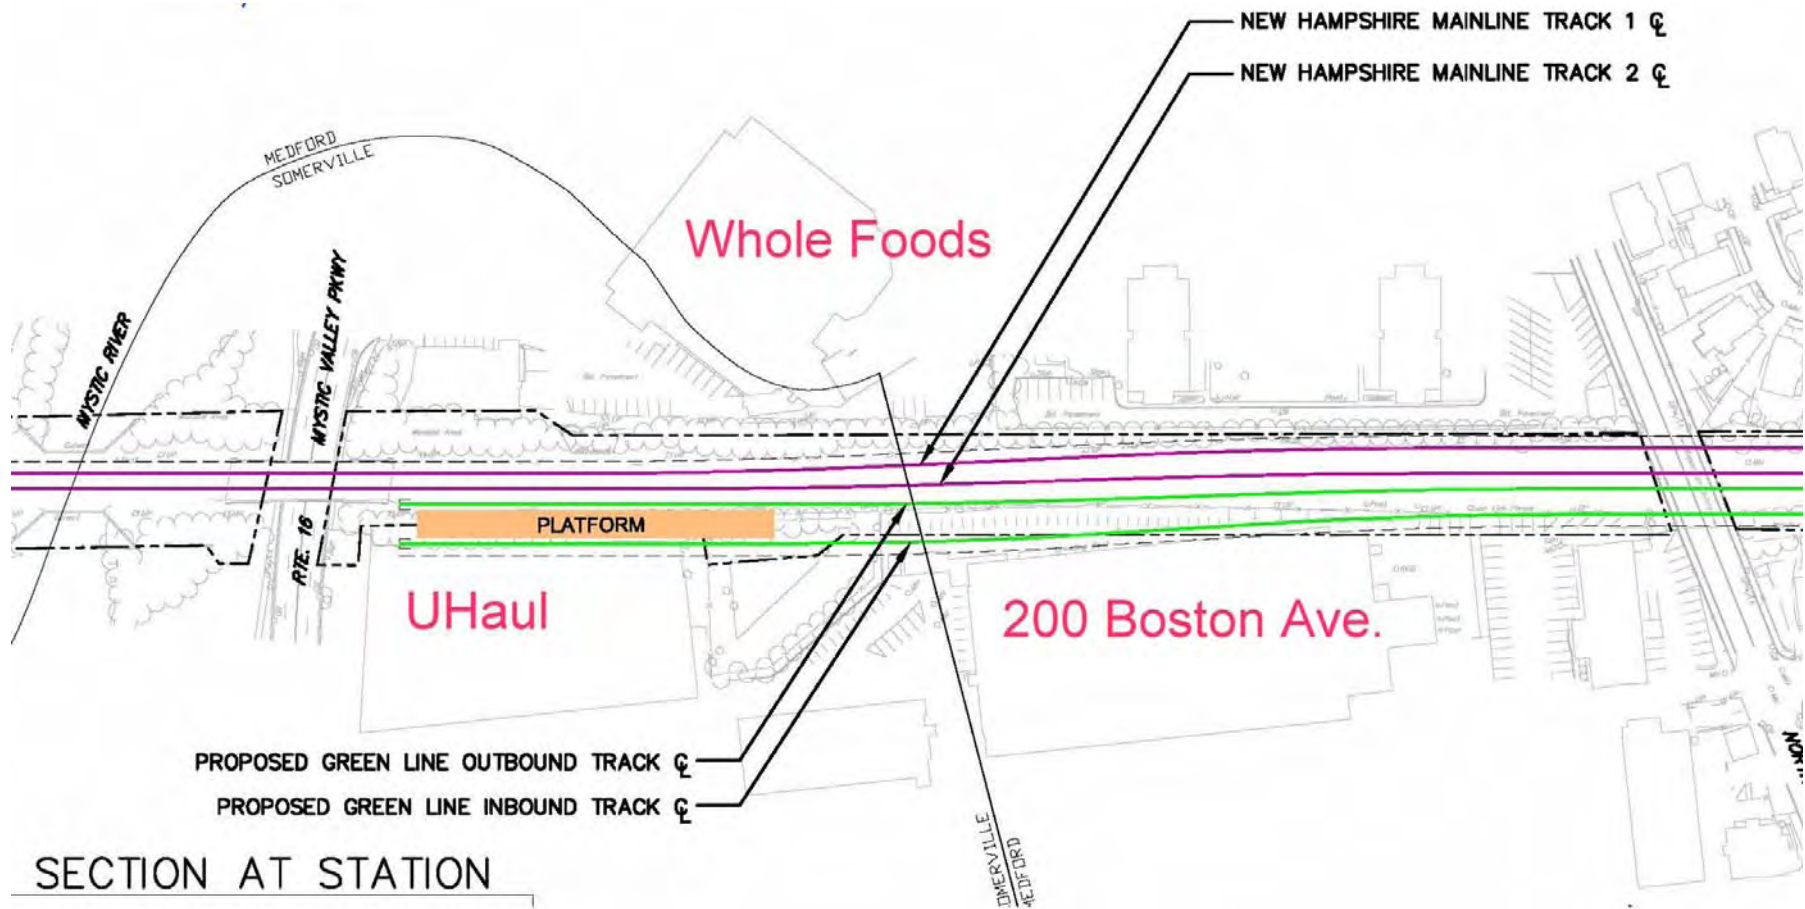 NEW HAMPSHIRE MAINLINE TRACK 1 ℄
NEW HAMPSHIRE MAINLINE TRACK 2 ℄
MEDFORD
SOMERVILLE
Whole Foods
MYSTIC RIVER
MYSTIC VALLEY PKWY
RTE. 16
PLATFORM
UHaul
200 Boston Ave.
PROPOSED GREEN LINE OUTBOUND TRACK ℄
PROPOSED GREEN LINE INBOUND TRACK ℄
SOMERVILLE
MEDFORD
SECTION AT STATION